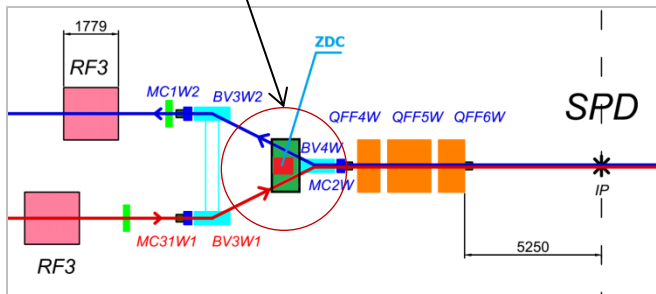 1779
ZDC
RF3
MC1W2
BV3W2
QFF4W
QFF5W
QFF6W
SPD
BV4W
MC2W
IP
MC31W1
BV3W1
5250
RF3